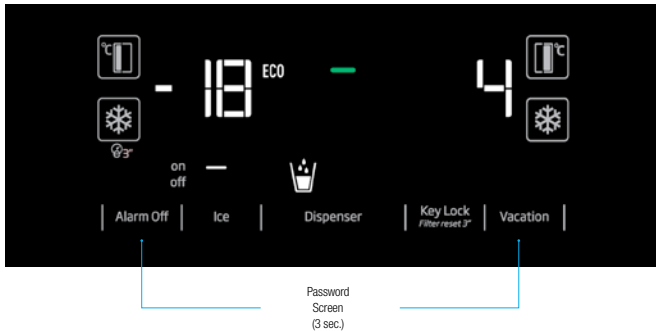 °C
°C
- 18 ECO
4
3"
on
off
Alarm Off
Ice
Dispenser
Key Lock
Filter reset 3"
Vacation
Password
Screen
(3 sec.)